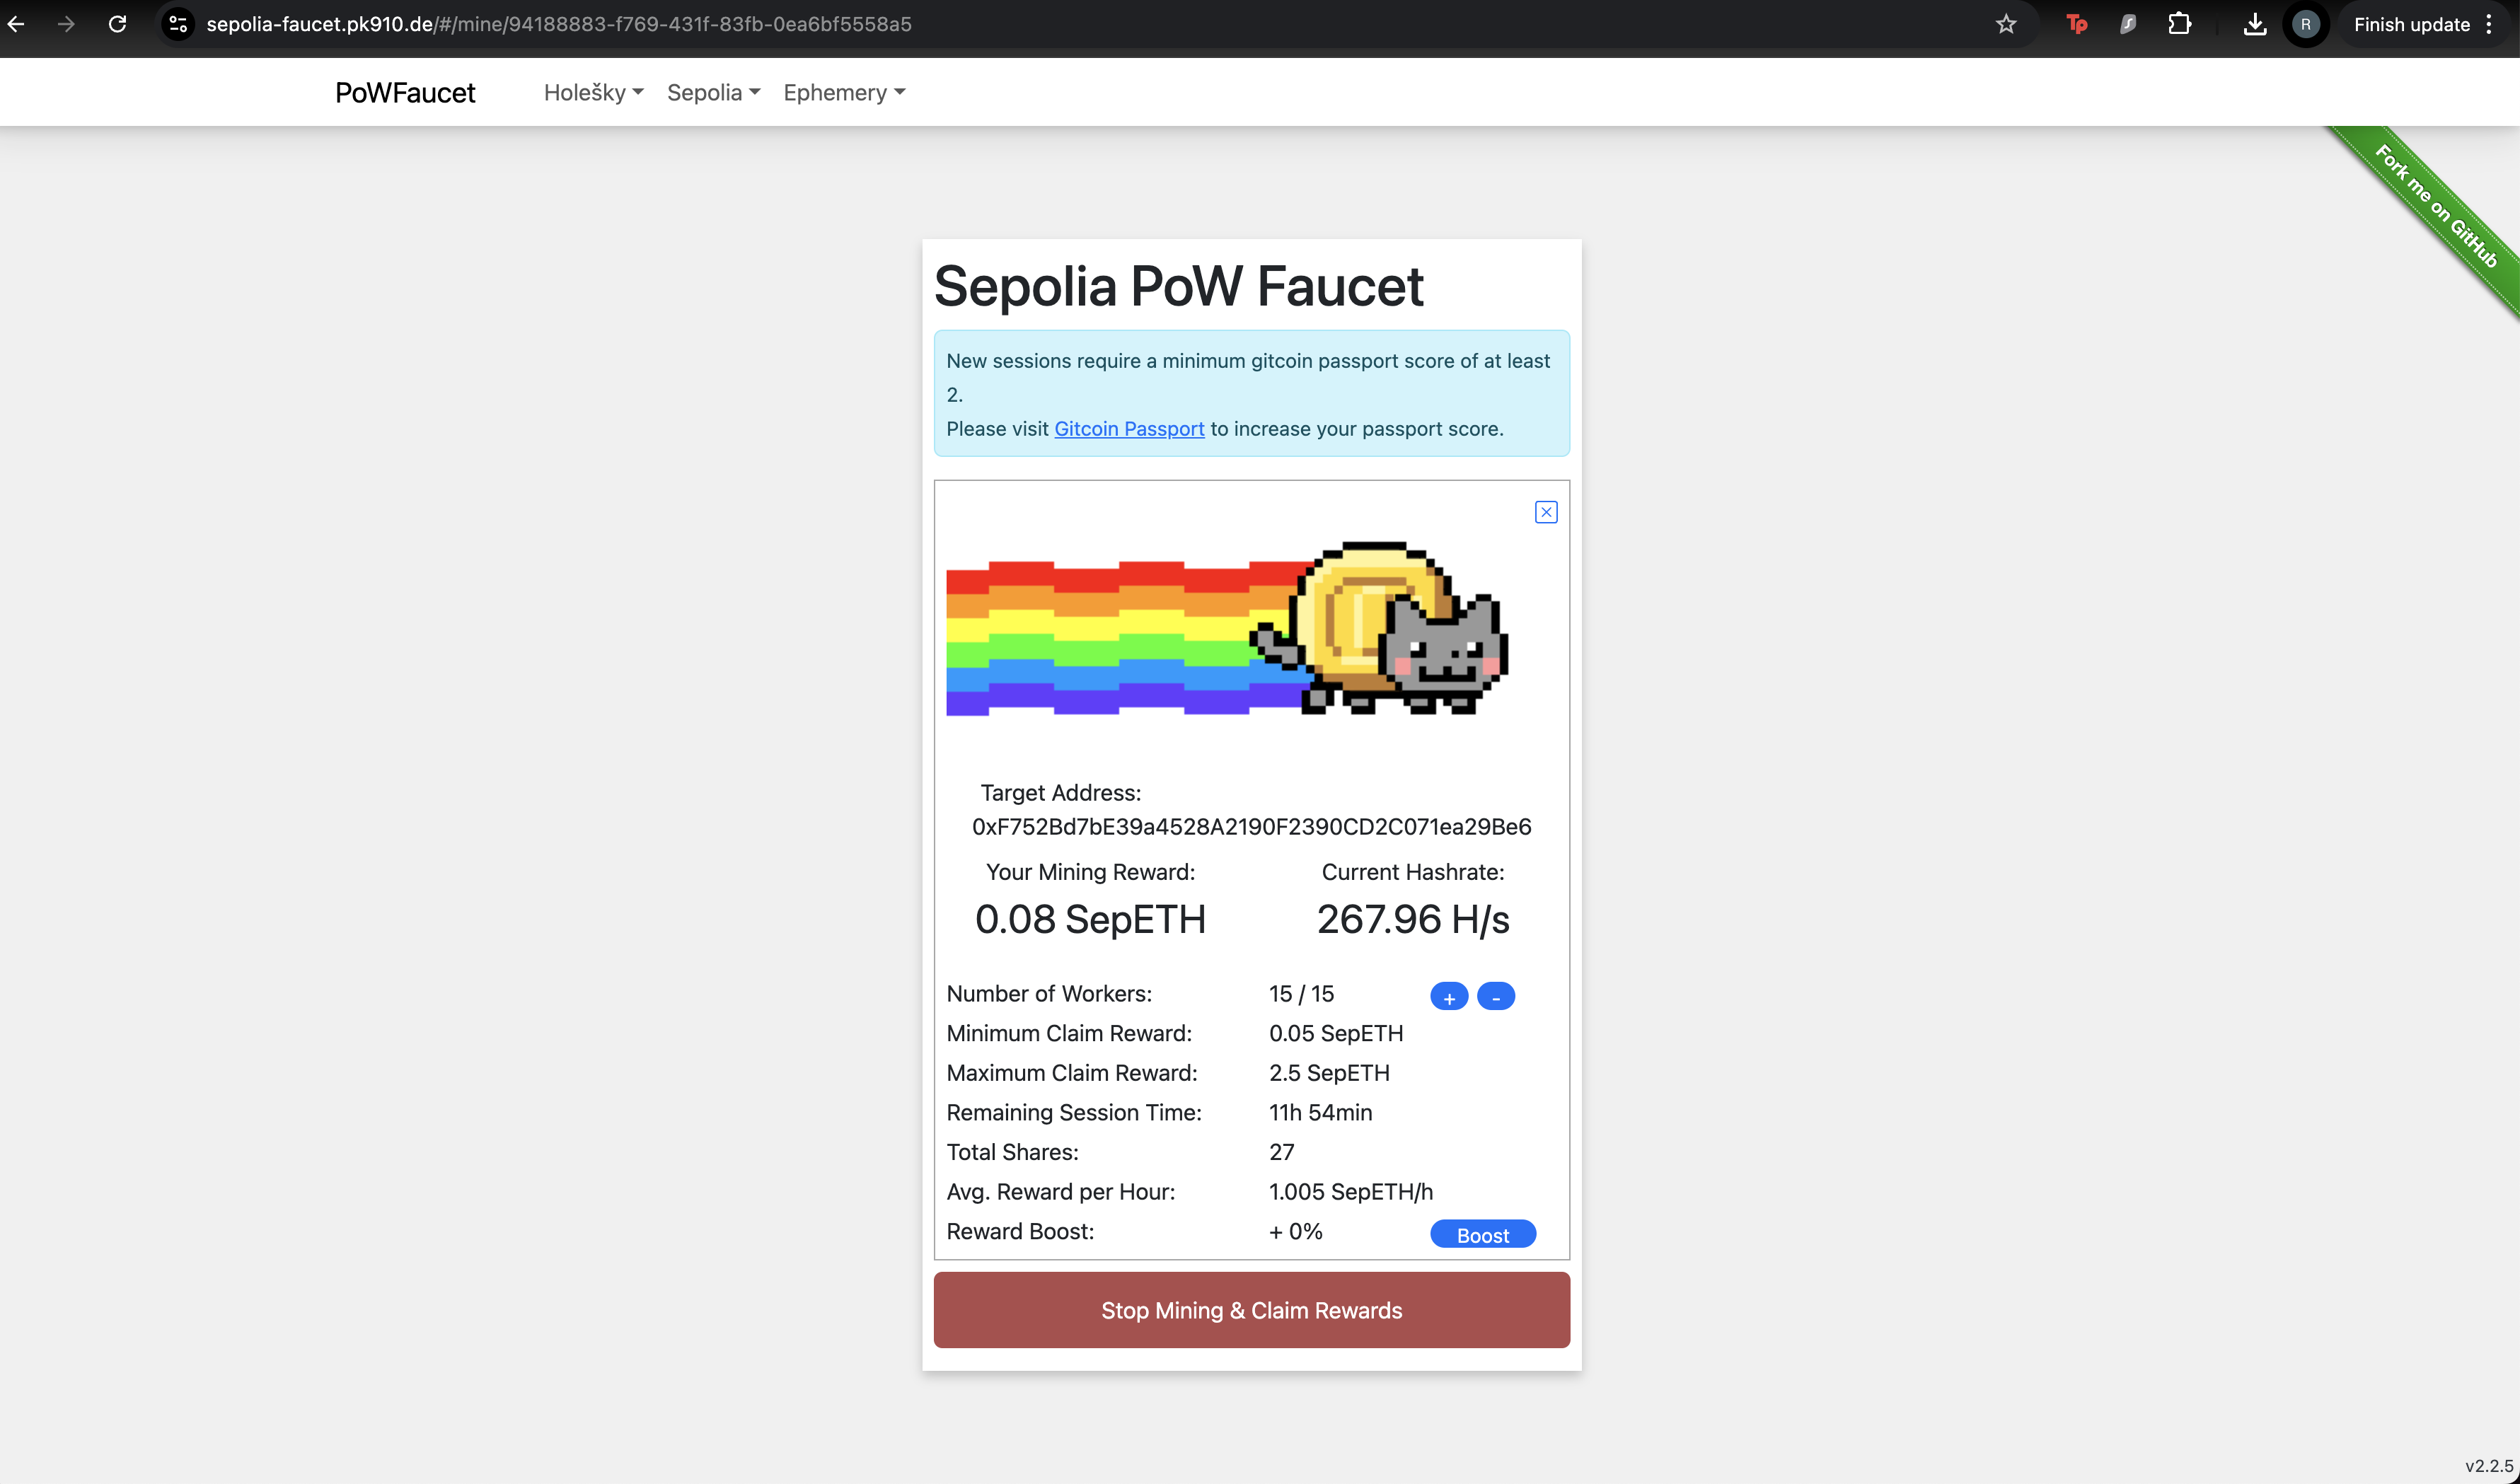 sepolia-faucet.pk910.de/#/mine/94188883-f769-431f-83fb-0ea6bf5558a5
Tp
R
Finish update
PoWFaucet
Holešky
Sepolia
Ephemery
Fork me on GitHub
Sepolia PoW Faucet
New sessions require a minimum gitcoin passport score of at least
2.
Please visit Gitcoin Passport to increase your passport score.
Target Address:
0xF752Bd7bE39a4528A2190F2390CD2C071ea29Be6
Your Mining Reward:
Current Hashrate:
0.08 SepETH
267.96 H/s
Number of Workers: 15 / 15 + -
Minimum Claim Reward: 0.05 SepETH
Maximum Claim Reward: 2.5 SepETH
Remaining Session Time: 11h 54min
Total Shares: 27
Avg. Reward per Hour: 1.005 SepETH/h
Reward Boost: + 0% Boost
Stop Mining & Claim Rewards
v2.2.5